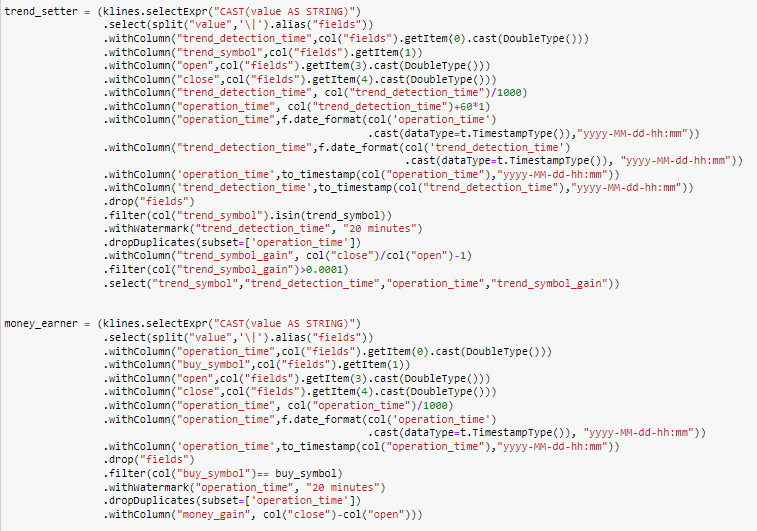 trend_setter = (klines.selectExpr("CAST(value AS STRING)")
.select(split("value",'\|').alias("fields"))
.withColumn("trend_detection_time",col("fields").getItem(0).cast(DoubleType()))
.withColumn("trend_symbol",col("fields").getItem(1))
.withColumn("open",col("fields").getItem(3).cast(DoubleType()))
.withColumn("close",col("fields").getItem(4).cast(DoubleType()))
.withColumn("trend_detection_time", col("trend_detection_time")/1000)
.withColumn("operation_time", col("trend_detection_time")+60*1)
.withColumn("operation_time",f.date_format(col('operation_time')
.cast(dataType=t.TimestampType()),"yyyy-MM-dd-hh:mm"))
.withColumn("trend_detection_time",f.date_format(col('trend_detection_time')
.cast(dataType=t.TimestampType()), "yyyy-MM-dd-hh:mm"))
.withColumn('operation_time',to_timestamp(col("operation_time"),"yyyy-MM-dd-hh:mm"))
.withColumn('trend_detection_time',to_timestamp(col("trend_detection_time"),"yyyy-MM-dd-hh:mm"))
.drop("fields")
.filter(col("trend_symbol").isin(trend_symbol))
.withWatermark("trend_detection_time", "20 minutes")
.dropDuplicates(subset=['operation_time'])
.withColumn("trend_symbol_gain", col("close")/col("open")-1)
.filter(col("trend_symbol_gain")>0.0001)
.select("trend_symbol","trend_detection_time","operation_time","trend_symbol_gain"))
money_earner = (klines.selectExpr("CAST(value AS STRING)")
.select(split("value",'\|').alias("fields"))
.withColumn("operation_time",col("fields").getItem(0).cast(DoubleType()))
.withColumn("buy_symbol",col("fields").getItem(1))
.withColumn("open",col("fields").getItem(3).cast(DoubleType()))
.withColumn("close",col("fields").getItem(4).cast(DoubleType()))
.withColumn("operation_time", col("operation_time")/1000)
.withColumn("operation_time",f.date_format(col('operation_time')
.cast(dataType=t.TimestampType()), "yyyy-MM-dd-hh:mm"))
.withColumn('operation_time',to_timestamp(col("operation_time"),"yyyy-MM-dd-hh:mm"))
.drop("fields")
.filter(col("buy_symbol")== buy_symbol)
.withWatermark("operation_time", "20 minutes")
.dropDuplicates(subset=['operation_time'])
.withColumn("money_gain", col("close")-col("open")))